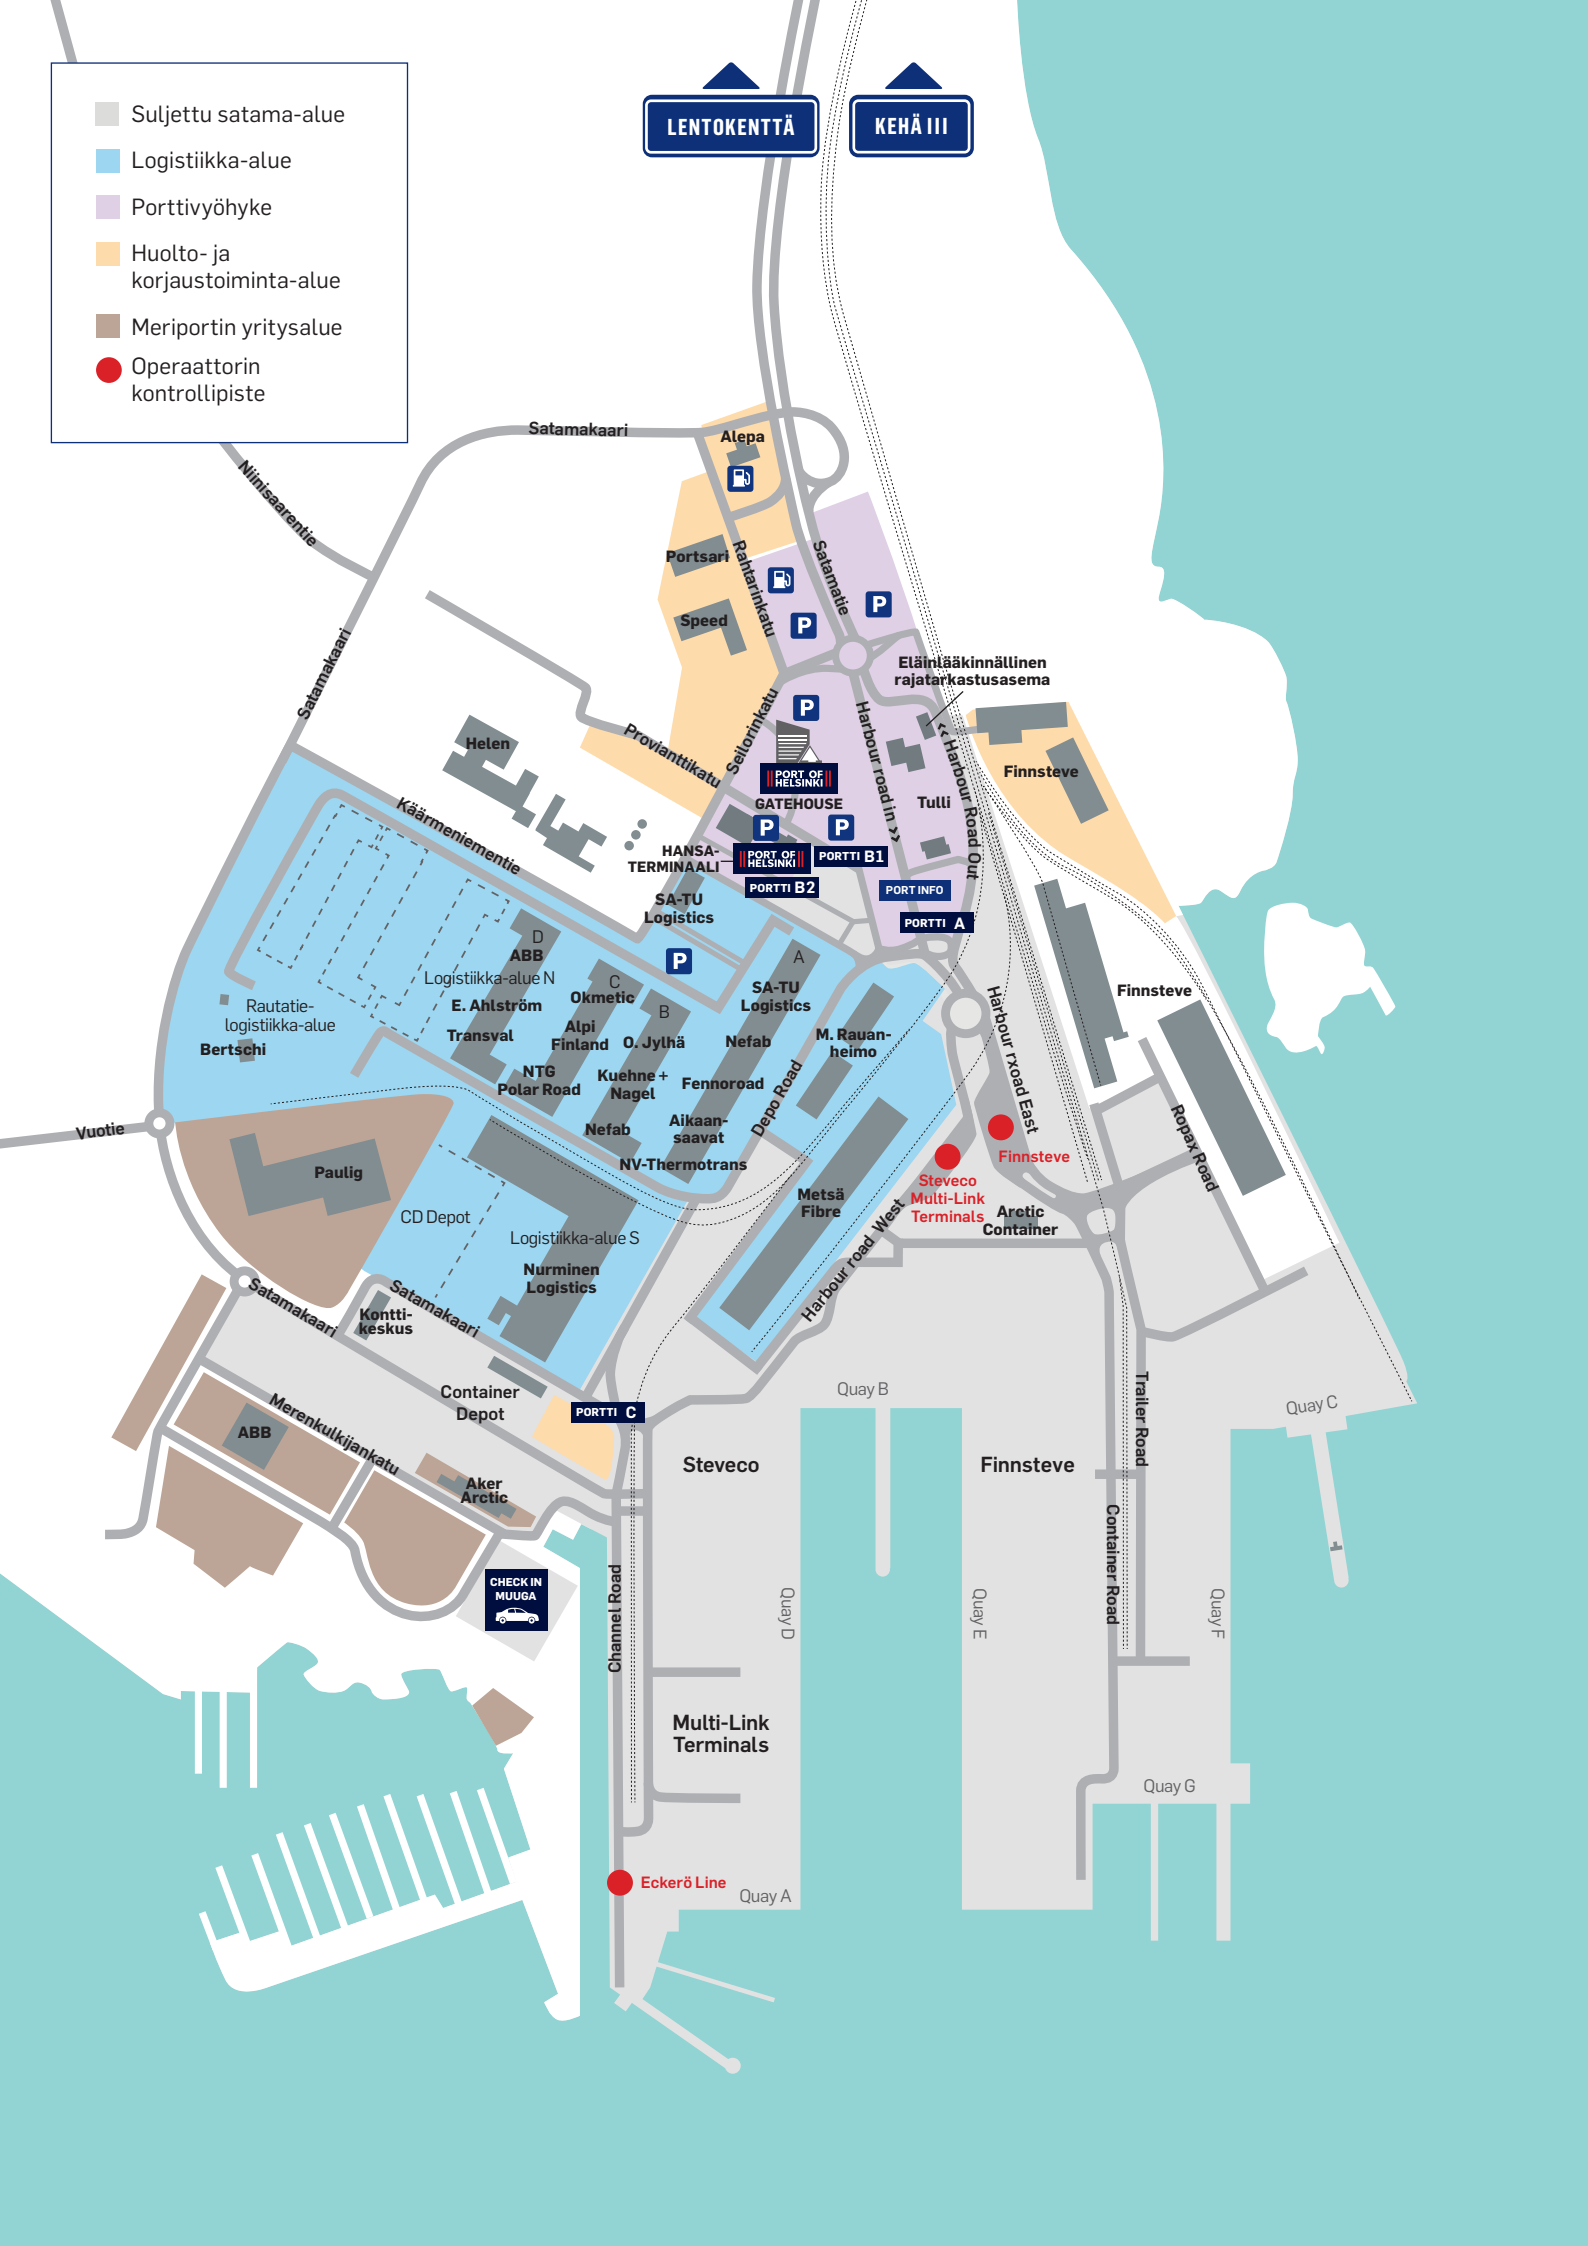 Suljettu satama-alue
Logistiikka-alue
Porttivyöhyke
Huolto- ja
korjaustoiminta-alue
Meriportin yritysalue
Operaattorin
kontrollipiste
LENTOKENTTÄ
KEHÄ III
Satamakaari
Alepa
Niinisaarentie
Portsari
Rahtarinkatu
Satamatie
P
P
Speed
Satamakaari
Eläinlääkinnällinen
rajatarkastusasema
P
Seilorinkatu
Harbour road in >>
<< Harbour Road Out
Helen
Provianttikatu
Finnsteve
PORT OF
HELSINKI
GATEHOUSE
Tulli
Käärmeniementie
P
P
HANSA-
TERMINAALI
PORT OF
HELSINKI
PORTTI B1
PORTTI B2
PORT INFO
SA-TU
Logistics
PORTTI A
D
ABB
P
A
Logistiikka-alue N
C
Okmetic
SA-TU
Logistics
Finnsteve
Rautatie-
logistiikka-alue
E. Ahlström
B
Transval
Alpi
Finland
O. Jylhä
Nefab
M. Rauan-
heimo
Harbour rxoad East
Bertschi
NTG
Polar Road
Kuehne +
Nagel
Fennoroad
Depo Road
Ropax Road
Vuotie
Nefab
Aikaan-
saavat
NV-Thermotrans
Finnsteve
Steveco
Multi-Link
Terminals
Paulig
Metsä
Fibre
Arctic
Container
CD Depot
Logistiikka-alue S
Harbour road West
Nurminen
Logistics
Satamakaari
Satamakaari
Kontti-
keskus
Container
Depot
PORTTI C
Quay B
Quay C
Merenkulkijankatu
ABB
Trailer Road
Steveco
Finnsteve
Aker
Arctic
Container Road
CHECK IN
MUUGA
Channel Road
Quay D
Quay E
Quay F
Multi-Link
Terminals
Quay G
Eckerö Line
Quay A